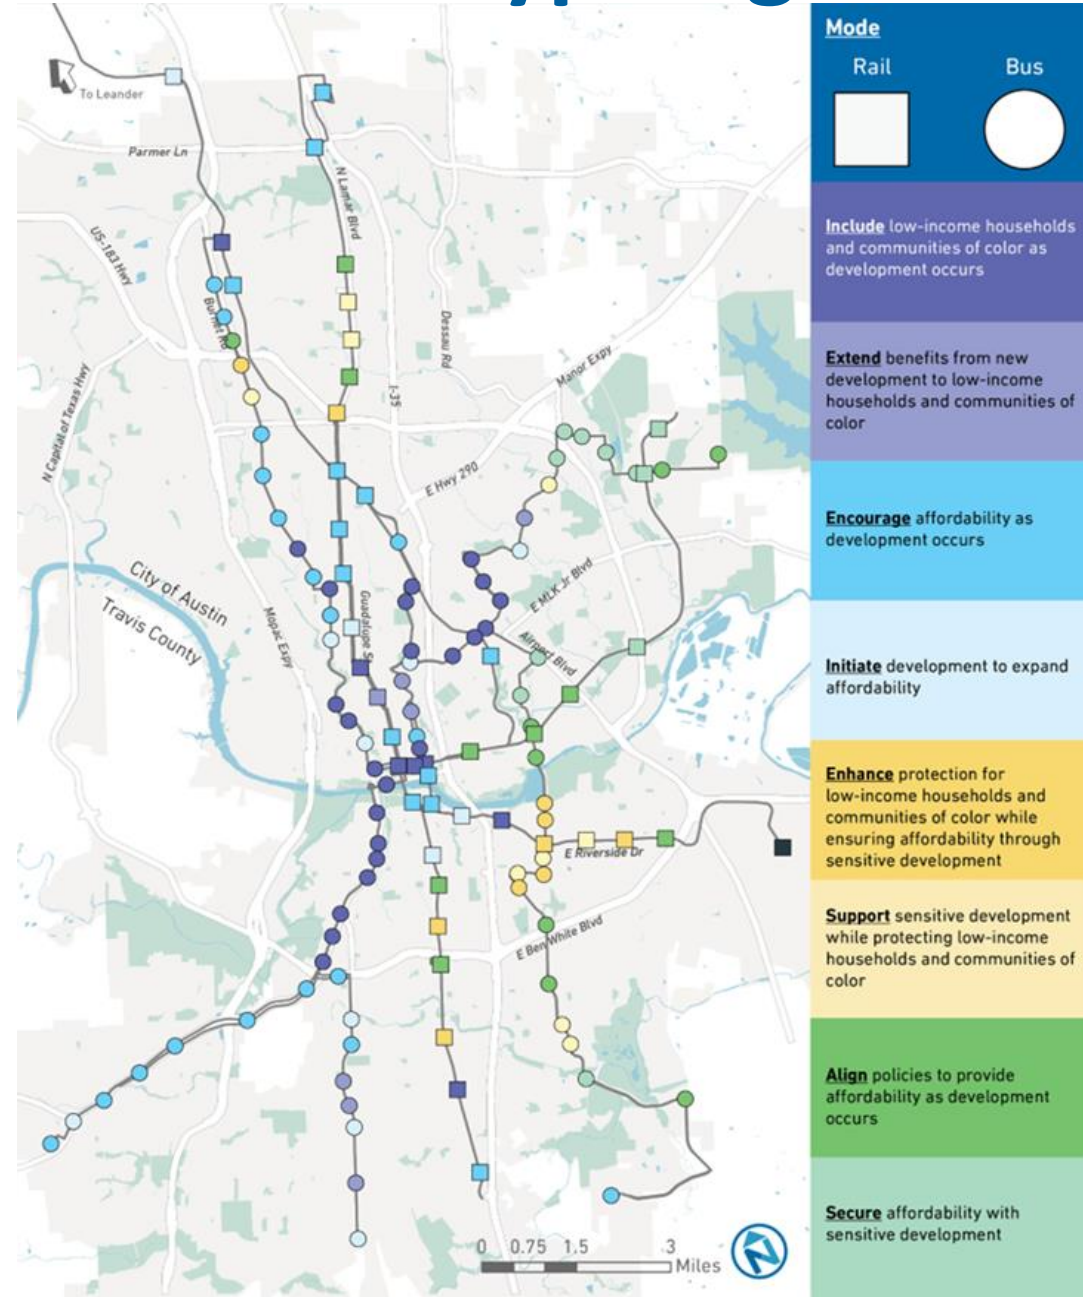 To Leander
Parmer Ln
N Lamar Blvd
US-183 Hwy
Burnet Rd
Dessau Rd
I-35
Manor Expy
N Capital of Texas Hwy
E Hwy 290
City of Austin
Travis County
Mopac Expy
Guadalupe S
E MLK Jr Blvd
Airport Blvd
E Riverside Dr
E Ben White Blvd
0 0.75 1.5 3
Miles
Mode
Rail Bus
Include low-income households
and communities of color as
development occurs
Extend benefits from new
development to low-income
households and communities of
color
Encourage affordability as
development occurs
Initiate development to expand
affordability
Enhance protection for
low-income households and
communities of color while
ensuring affordability through
sensitive development
Support sensitive development
while protecting low-income
households and communities of
color
Align policies to provide
affordability as development
occurs
Secure affordability with
sensitive development